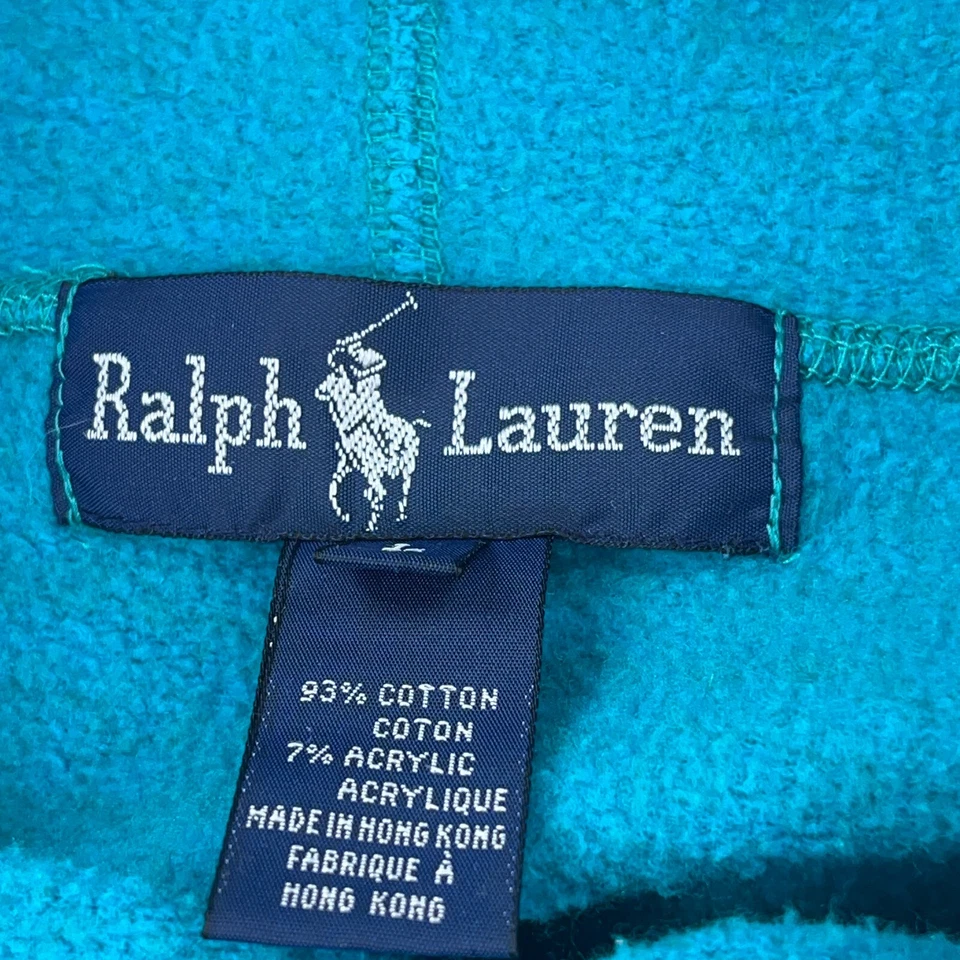 Ralph Lauren
L
93% COTTON
COTON
7% ACRYLIC
ACRYLIQUE
MADE IN HONG KONG
FABRIQUE À
HONG KONG